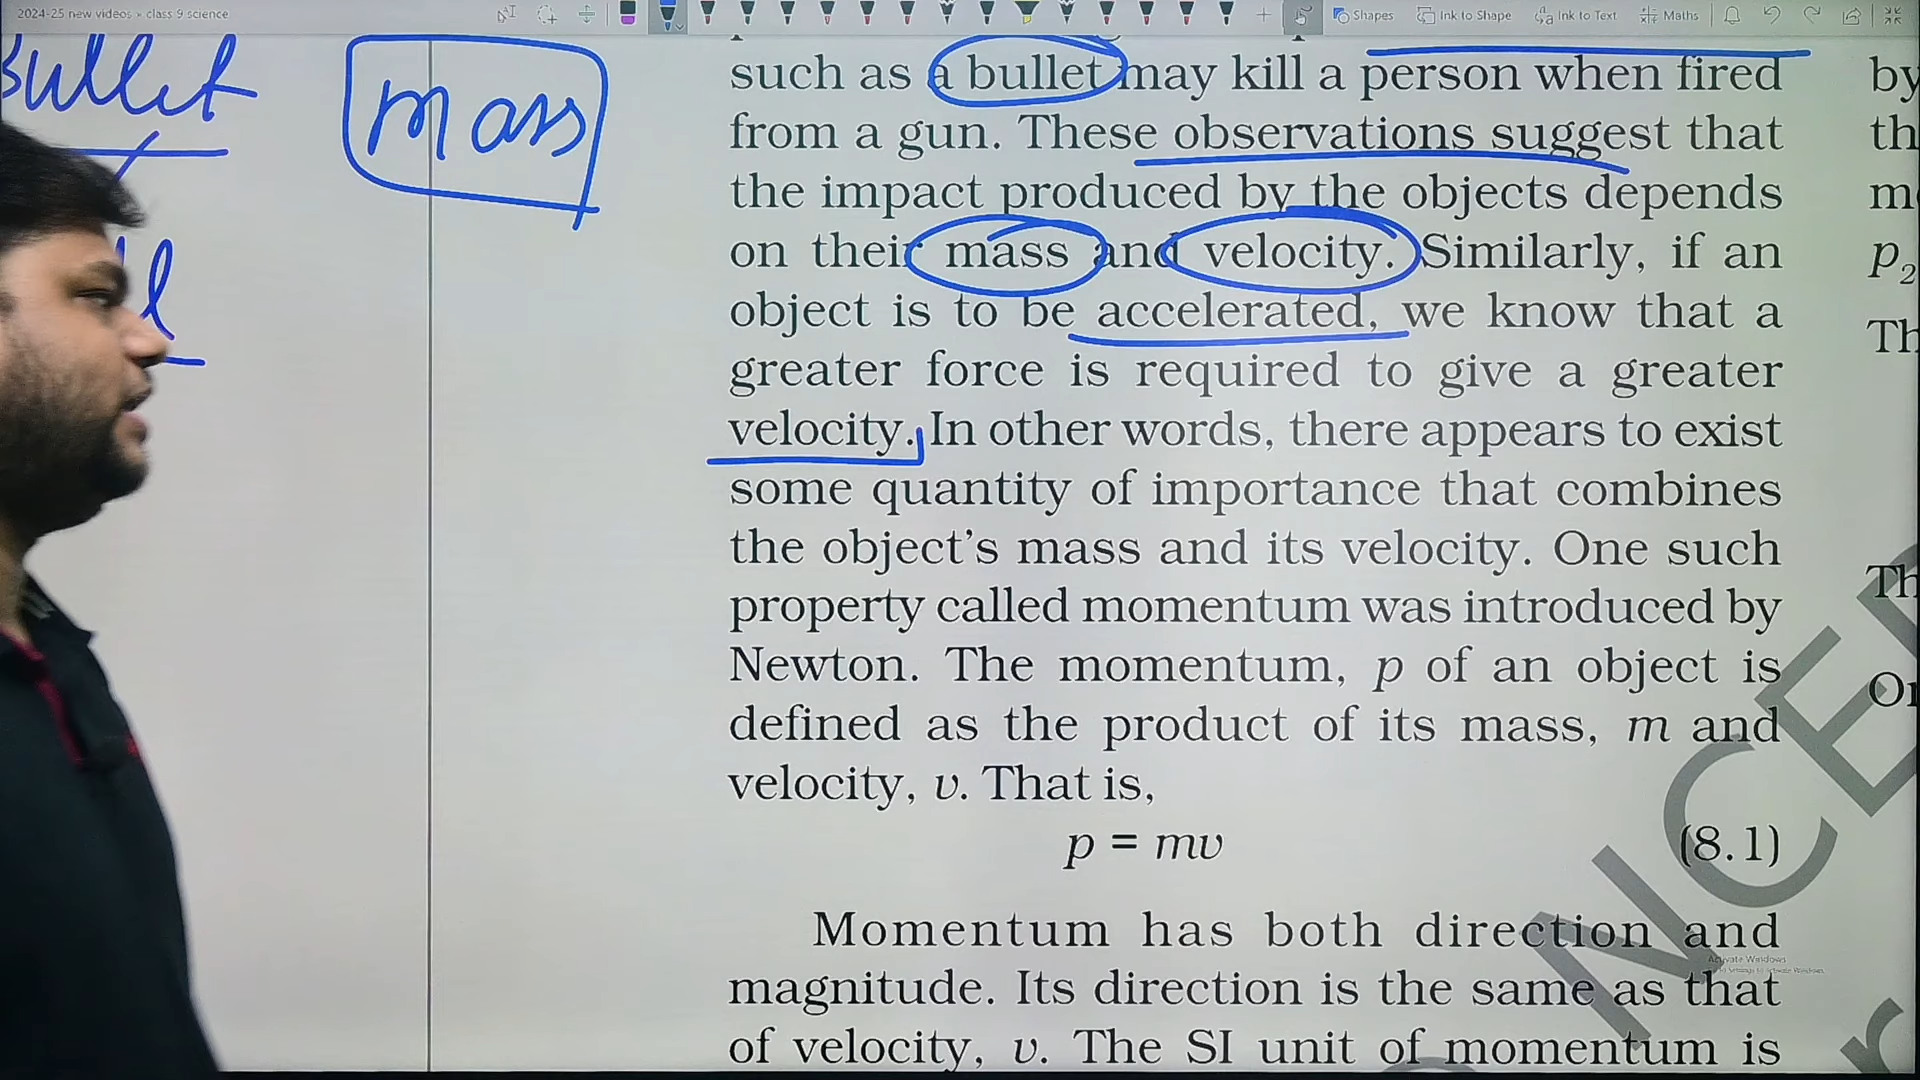 2024-25 new videos » class 9 science
Shapes
Ink to Shape
Ink to Text
Maths
Bullet
mass
such as a bullet may kill a person when fired
from a gun. These observations suggest that
the impact produced by the objects depends
on their mass and velocity. Similarly, if an
object is to be accelerated, we know that a
greater force is required to give a greater
velocity. In other words, there appears to exist
some quantity of importance that combines
the object’s mass and its velocity. One such
property called momentum was introduced by
Newton. The momentum, p of an object is
defined as the product of its mass, m and
velocity, v. That is,
p = mv (8.1)
Momentum has both direction and
magnitude. Its direction is the same as that
of velocity, v. The SI unit of momentum is
by
th
p2
Th
Th
Activate Windows